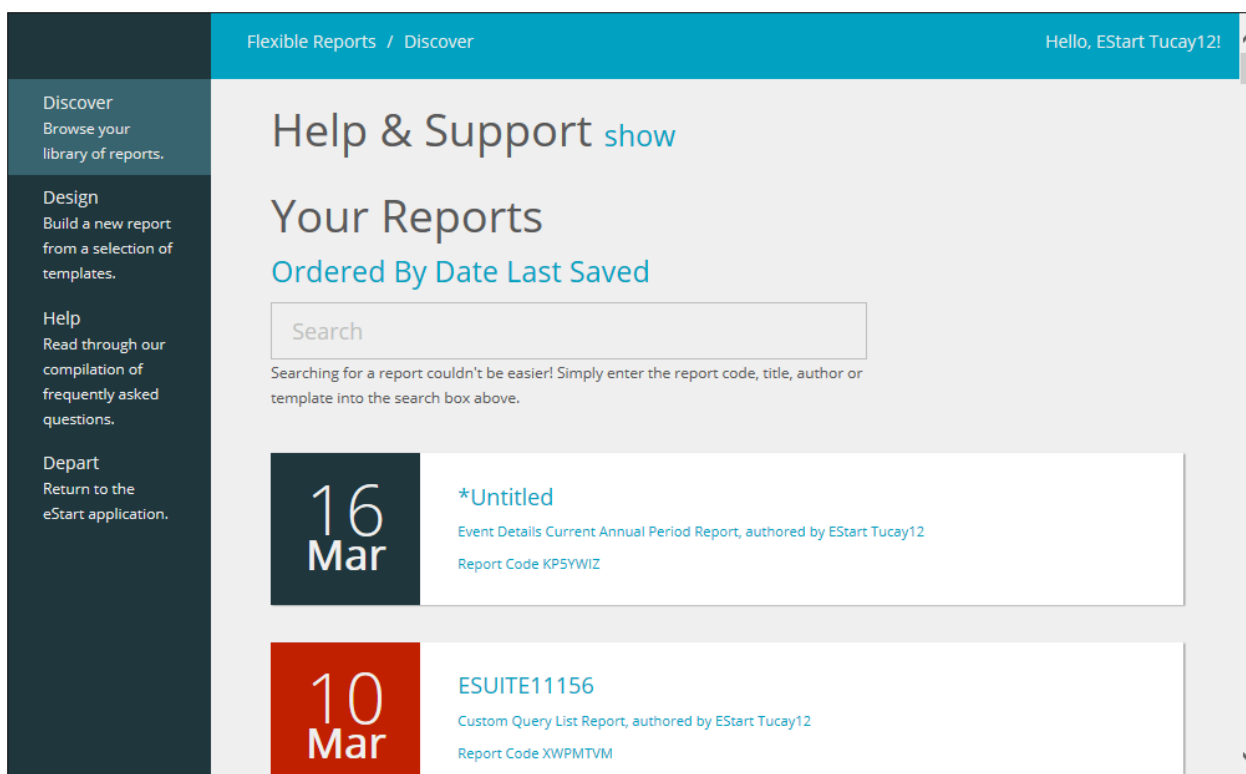 Flexible Reports / Discover
Hello, EStart Tucay12!
Discover
Browse your
library of reports.
Design
Build a new report
from a selection of
templates.
Help
Read through our
compilation of
frequently asked
questions.
Depart
Return to the
eStart application.
Help & Support show
Your Reports
Ordered By Date Last Saved
Search
Searching for a report couldn't be easier! Simply enter the report code, title, author or
template into the search box above.
16
Mar
*Untitled
Event Details Current Annual Period Report, authored by EStart Tucay12
Report Code KP5YWIZ
10
Mar
ESUITE11156
Custom Query List Report, authored by EStart Tucay12
Report Code XWPMTVM